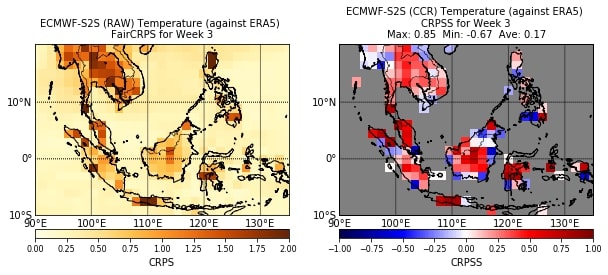 ECMWF-S2S (RAW) Temperature (against ERA5)
FairCRPS for Week 3
10°N
0°
10°S
90°E 100°E 110°E 120°E 130°E
0.00 0.25 0.50 0.75 1.00 1.25 1.50 1.75 2.00
CRPS
ECMWF-S2S (CCR) Temperature (against ERA5)
CRPSS for Week 3
Max: 0.85 Min: -0.67 Ave: 0.17
10°N
0°
10°S
90°E 100°E 110°E 120°E 130°E
−1.00 −0.75 −0.50 −0.25 0.00 0.25 0.50 0.75 1.00
CRPSS